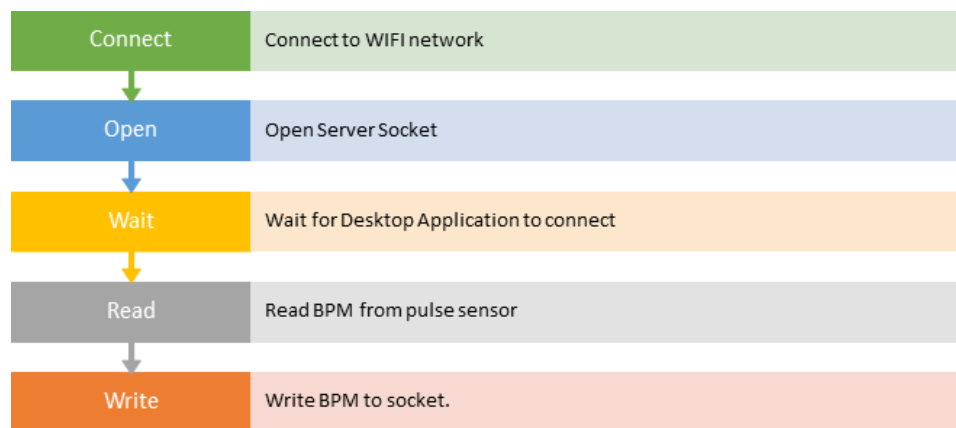 Connect
Connect to WIFI network
Open
Open Server Socket
Wait
Wait for Desktop Application to connect
Read
Read BPM from pulse sensor
Write
Write BPM to socket.